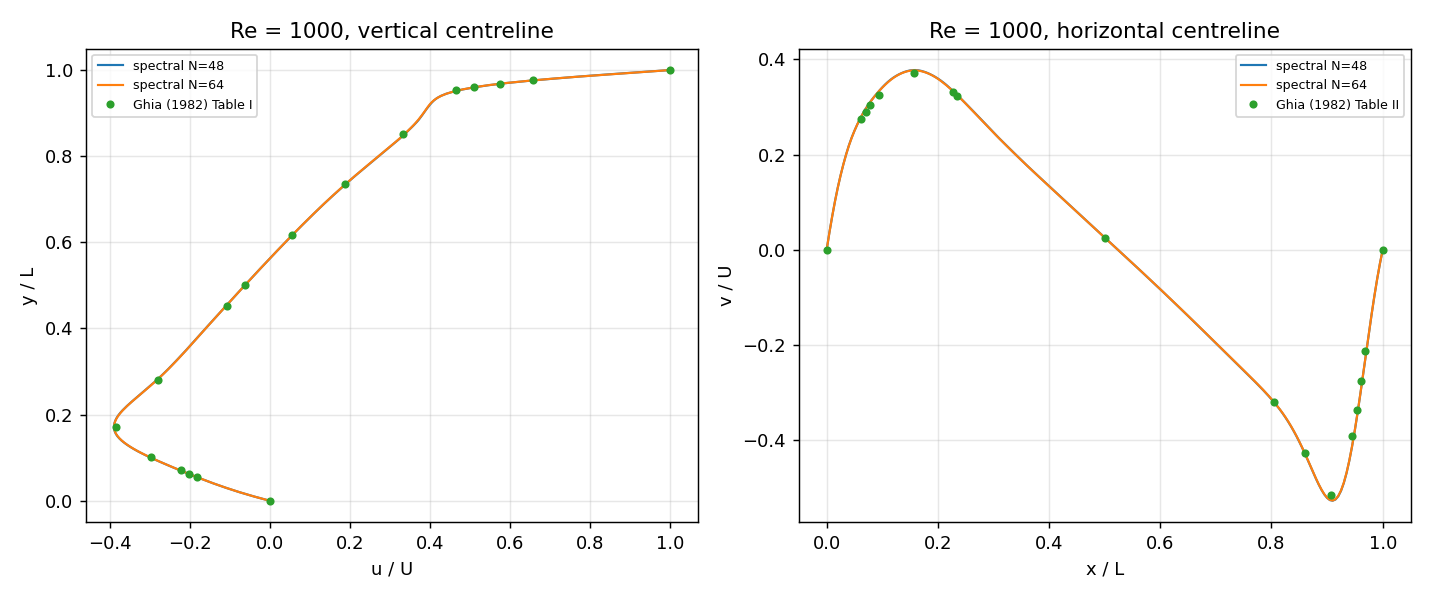 Re = 1000, vertical centreline
spectral N=48
spectral N=64
Ghia (1982) Table I
1.0
0.8
0.6
0.4
0.2
0.0
y / L
−0.4 −0.2 0.0 0.2 0.4 0.6 0.8 1.0
u / U
Re = 1000, horizontal centreline
spectral N=48
spectral N=64
Ghia (1982) Table II
0.4
0.2
0.0
−0.2
−0.4
v / U
0.0 0.2 0.4 0.6 0.8 1.0
x / L